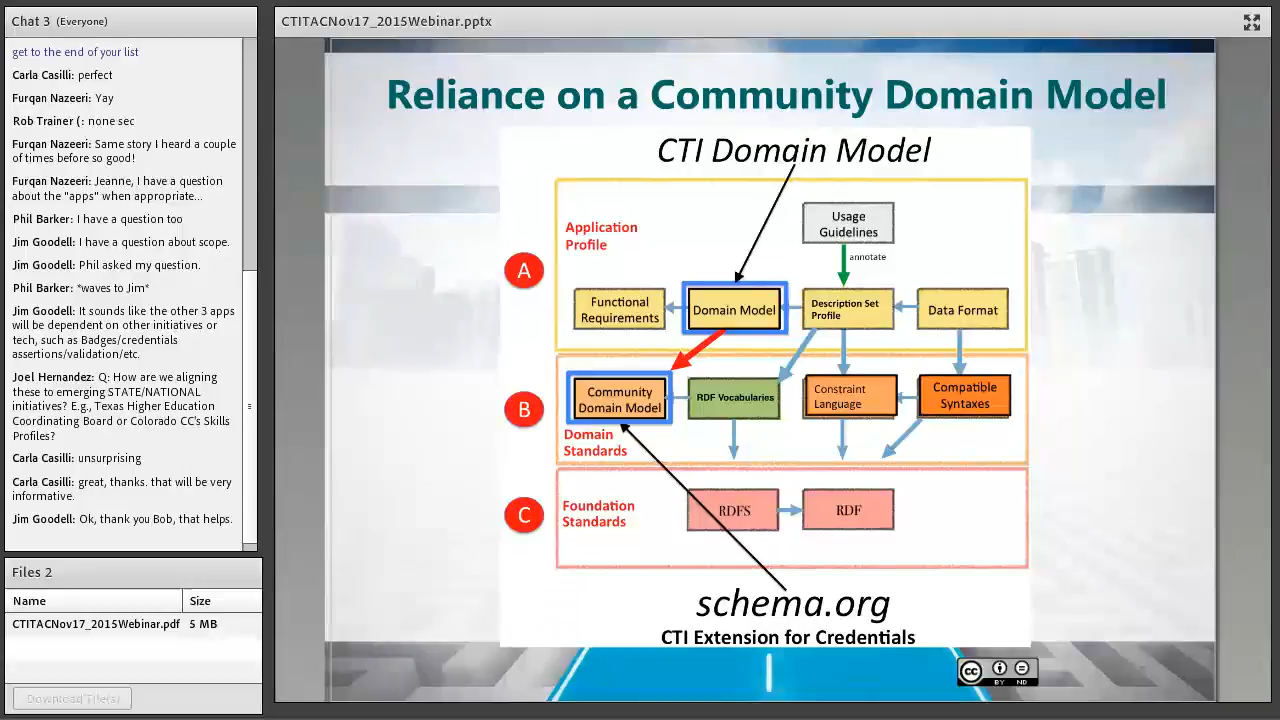 Chat 3 (Everyone)
get to the end of your list
Carla Casilli: perfect
Furqan Nazeeri: Yay
Rob Trainer (: none sec
Furqan Nazeeri: Same story I heard a couple
of times before so good!
Furqan Nazeeri: Jeanne, I have a question
about the "apps" when appropriate...
Phil Barker: I have a question too
Jim Goodell: I have a question about scope.
Jim Goodell: Phil asked my question.
Phil Barker: *waves to Jim*
Jim Goodell: It sounds like the other 3 apps
will be dependent on other initiatives or
tech, such as Badges/credentials
assertions/validation/etc.
Joel Hernandez: Q: How are we aligning
these to emerging STATE/NATIONAL
initiatives? E.g., Texas Higher Education
Coordinating Board or Colorado CC's Skills
Profiles?
Carla Casilli: unsurprising
Carla Casilli: great, thanks. that will be very
informative.
Jim Goodell: Ok, thank you Bob, that helps.
Files 2
Name Size
CTITACNov17_2015Webinar.pdf 5 MB
Download File(s)
CTITACNov17_2015Webinar.pptx
Reliance on a Community Domain Model
CTI Domain Model
Application
Profile
Usage
Guidelines
annotate
A
Functional
Requirements
Domain Model
Description Set
Profile
Data Format
B
Community
Domain Model
RDF Vocabularies
Constraint
Language
Compatible
Syntaxes
Domain
Standards
C
Foundation
Standards
RDFS
RDF
schema.org
CTI Extension for Credentials
cc
BY ND